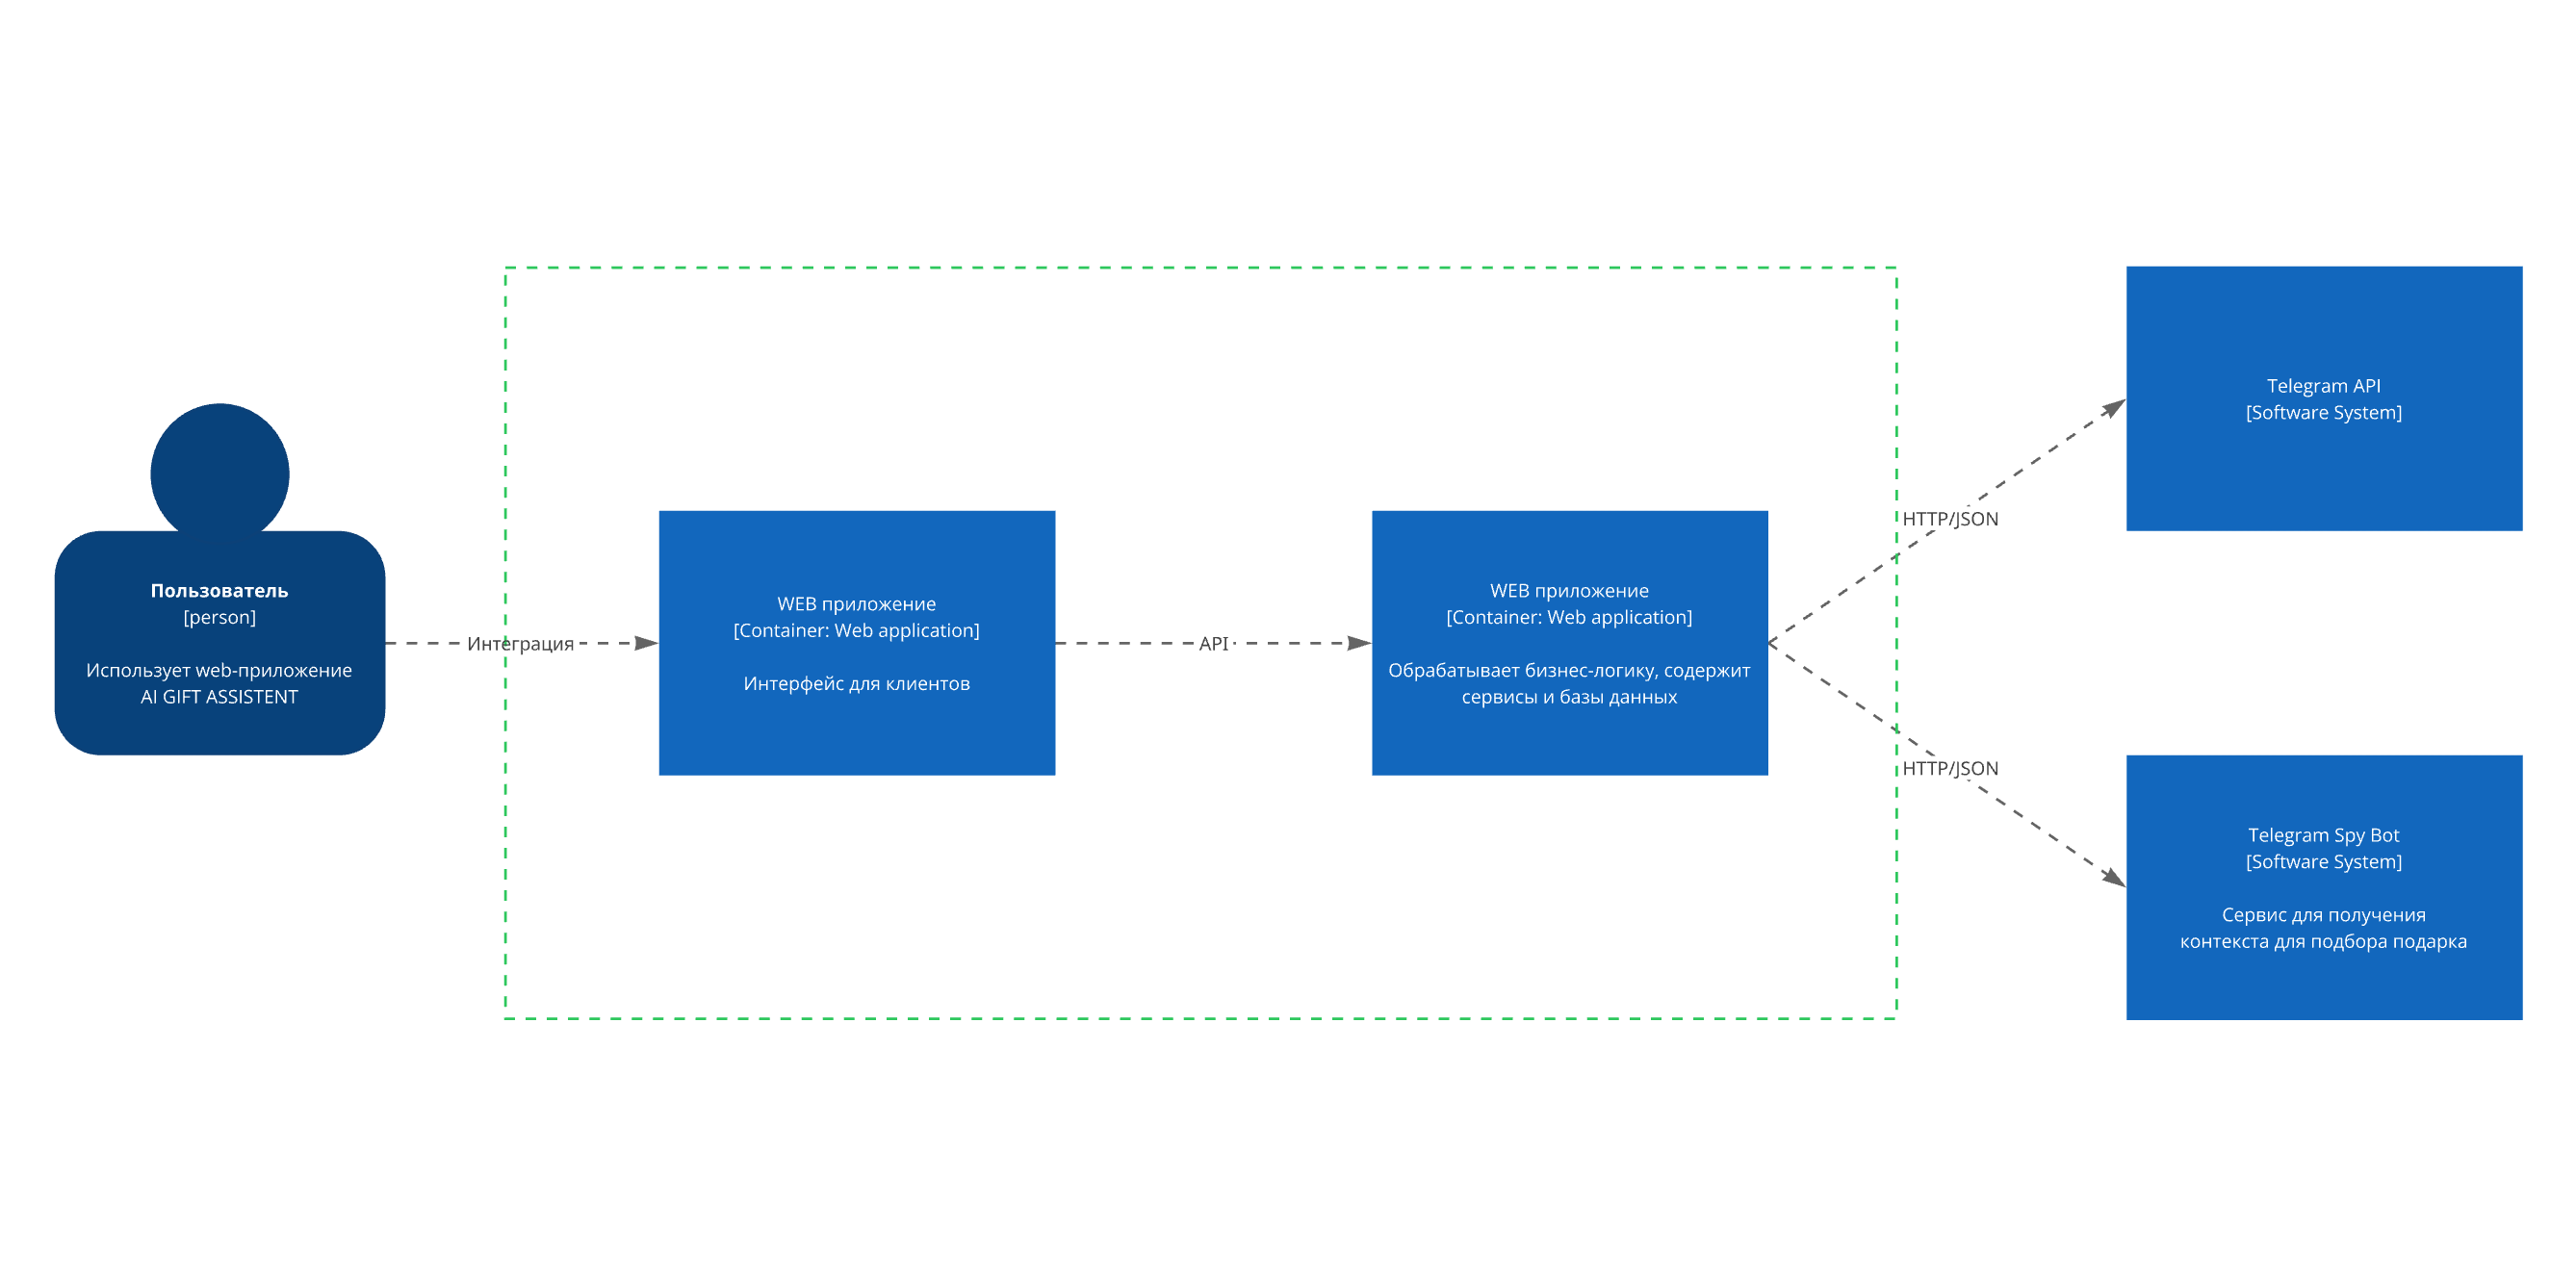 Пользователь
[person]
Использует web-приложение
AI GIFT ASSISTENT
Интеграция
WEB приложение
[Container: Web application]
Интерфейс для клиентов
API
WEB приложение
[Container: Web application]
Обрабатывает бизнес-логику, содержит
сервисы и базы данных
HTTP/JSON
HTTP/JSON
Telegram API
[Software System]
Telegram Spy Bot
[Software System]
Сервис для получения
контекста для подбора подарка